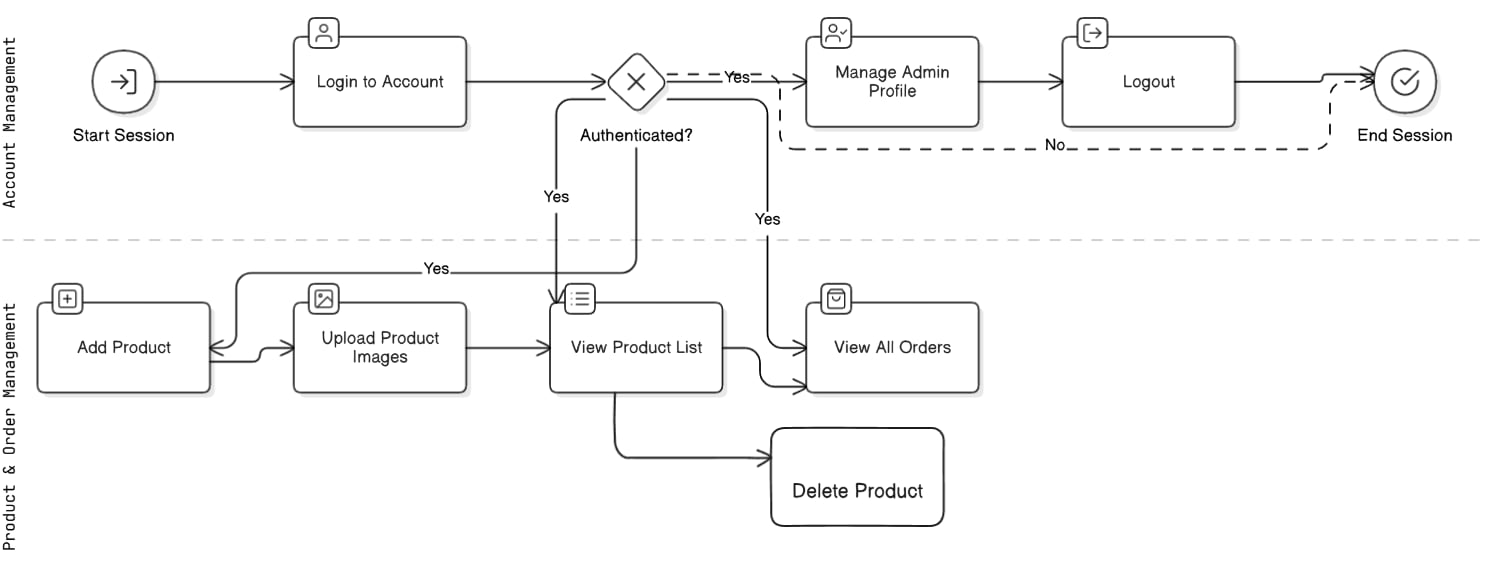 Account Management
Start Session
Login to Account
Authenticated?
Yes
Manage Admin
Profile
Logout
No
End Session
Yes
Yes
Yes
Product & Order Management
Add Product
Upload Product
Images
View Product List
View All Orders
Delete Product